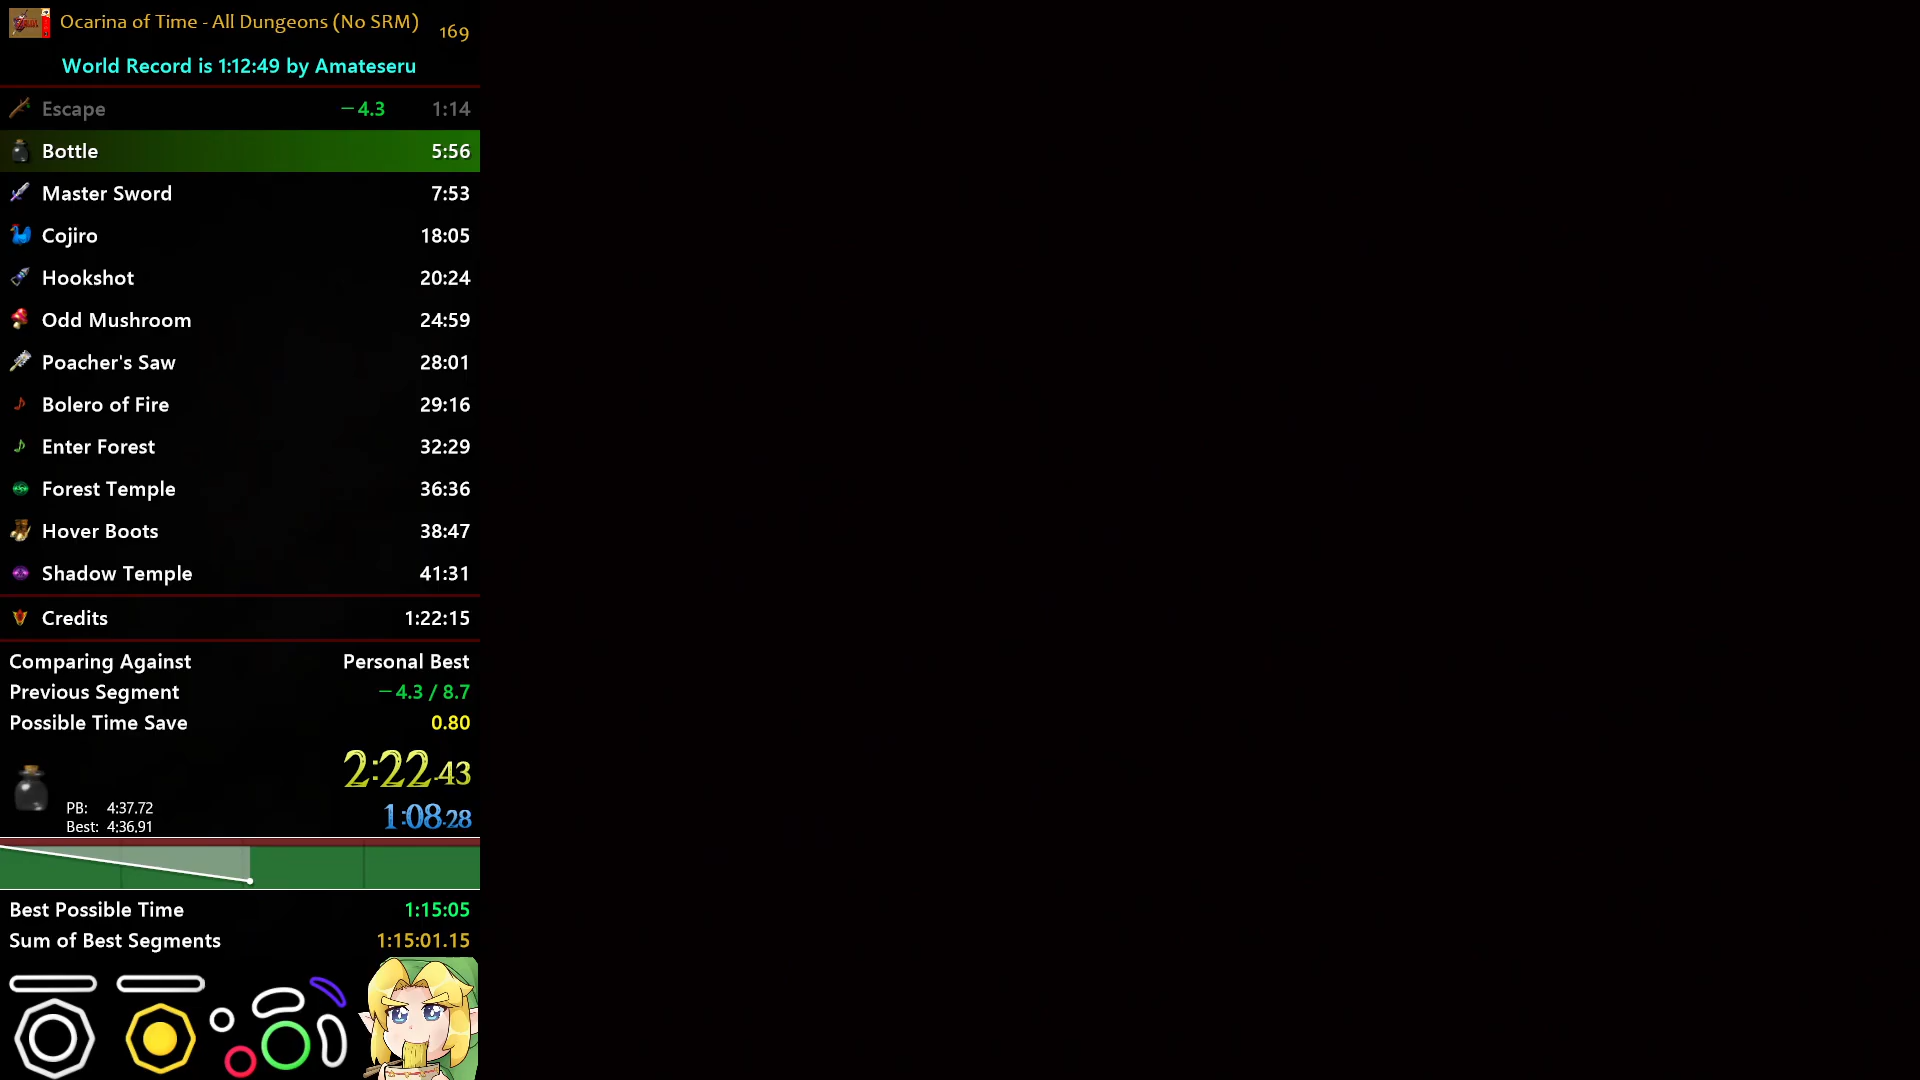 Ocarina of Time - All Dungeons (No SRM)
169
World Record is 1:12:49 by Amateseru
Escape −4.3 1:14
Bottle 5:56
Master Sword 7:53
Cojiro 18:05
Hookshot 20:24
Odd Mushroom 24:59
Poacher's Saw 28:01
Bolero of Fire 29:16
Enter Forest 32:29
Forest Temple 36:36
Hover Boots 38:47
Shadow Temple 41:31
Credits 1:22:15
Comparing Against Personal Best
Previous Segment −4.3 / 8.7
Possible Time Save 0.80
2:22.43
PB: 4:37.72 1:08.28
Best: 4:36.91
Best Possible Time 1:15:05
Sum of Best Segments 1:15:01.15